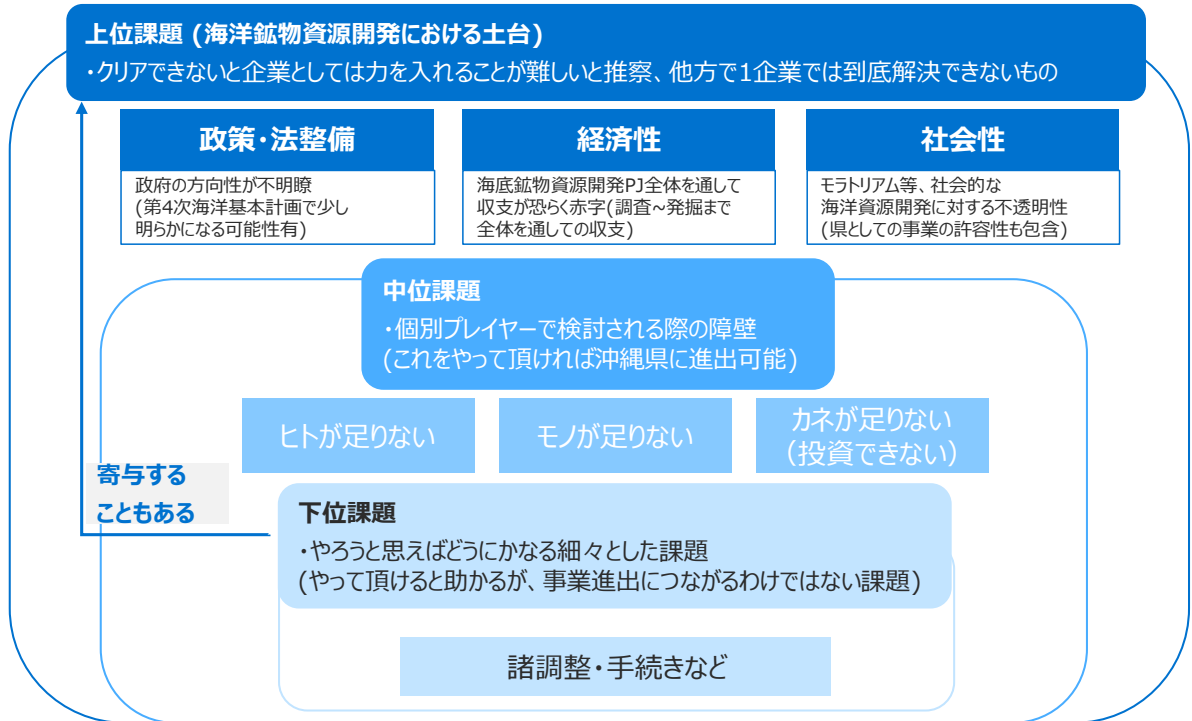 上位課題 (海洋鉱物資源開発における土台)
・クリアできないと企業としては力を入れることが難しいと推察、他方で1企業では到底解決できないもの
政策・法整備
政府の方向性が不明瞭
(第4次海洋基本計画で少し
明らかになる可能性有)
経済性
海底鉱物資源開発PJ全体を通して
収支が恐らく赤字(調査~発掘まで
全体を通しての収支)
社会性
モラトリアム等、社会的な
海洋資源開発に対する不透明性
(県としての事業の許容性も包含)
中位課題
・個別プレイヤーで検討される際の障壁
(これをやって頂ければ沖縄県に進出可能)
ヒトが足りない
モノが足りない
カネが足りない
(投資できない)
寄与する
こともある
下位課題
・やろうと思えばどうにかなる細々とした課題
(やって頂けると助かるが、事業進出につながるわけではない課題)
諸調整・手続きなど